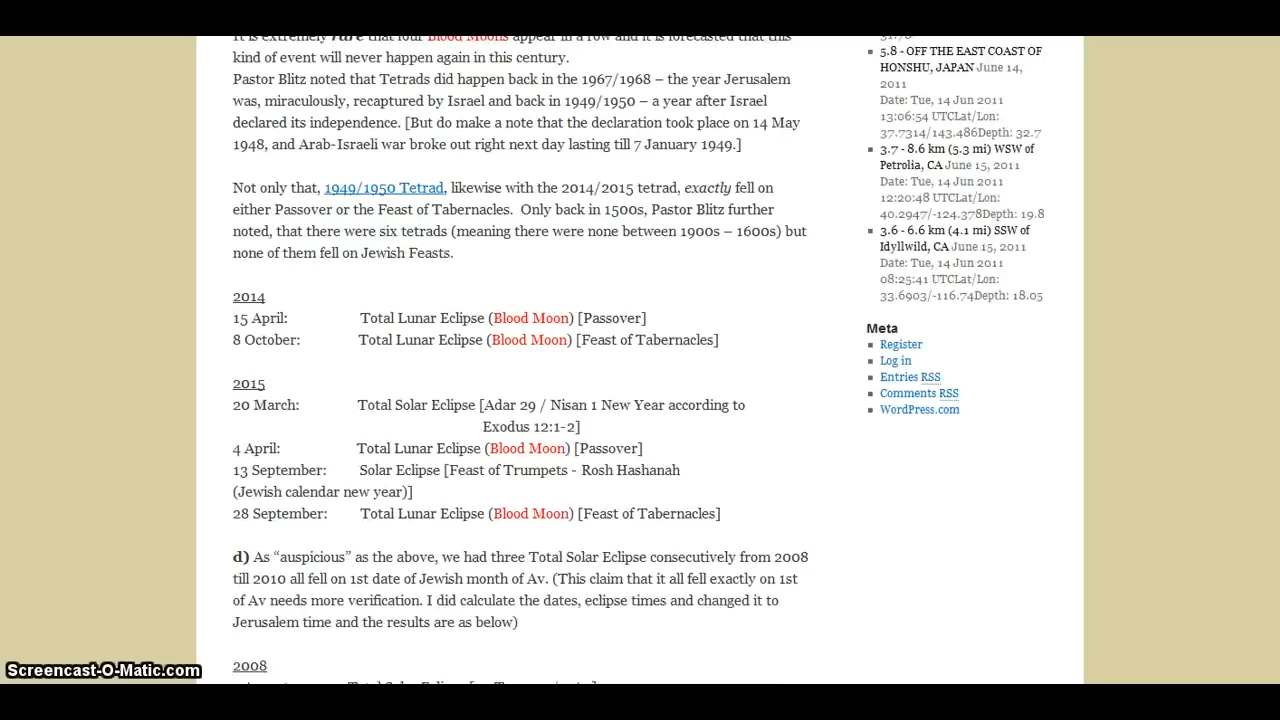 It is extremely rare that four Blood Moons appear in a row and it is forecasted that this
kind of event will never happen again in this century.
Pastor Blitz noted that Tetrads did happen back in the 1967/1968 – the year Jerusalem
was, miraculously, recaptured by Israel and back in 1949/1950 – a year after Israel
declared its independence. [But do make a note that the declaration took place on 14 May
1948, and Arab-Israeli war broke out right next day lasting till 7 January 1949.]
Not only that, 1949/1950 Tetrad, likewise with the 2014/2015 tetrad, exactly fell on
either Passover or the Feast of Tabernacles. Only back in 1500s, Pastor Blitz further
noted, that there were six tetrads (meaning there were none between 1900s – 1600s) but
none of them fell on Jewish Feasts.
2014
15 April: Total Lunar Eclipse (Blood Moon) [Passover]
8 October: Total Lunar Eclipse (Blood Moon) [Feast of Tabernacles]
2015
20 March: Total Solar Eclipse [Adar 29 / Nisan 1 New Year according to
Exodus 12:1-2]
4 April: Total Lunar Eclipse (Blood Moon) [Passover]
13 September: Solar Eclipse [Feast of Trumpets - Rosh Hashanah
(Jewish calendar new year)]
28 September: Total Lunar Eclipse (Blood Moon) [Feast of Tabernacles]
d) As “auspicious” as the above, we had three Total Solar Eclipse consecutively from 2008
till 2010 all fell on 1st date of Jewish month of Av. (This claim that it all fell exactly on 1st
of Av needs more verification. I did calculate the dates, eclipse times and changed it to
Jerusalem time and the results are as below)
2008
5.8 - OFF THE EAST COAST OF
HONSHU, JAPAN June 14,
2011
Date: Tue, 14 Jun 2011
13:06:54 UTCLat/Lon:
37.7314/143.486Depth: 32.7
3.7 - 8.6 km (5.3 mi) WSW of
Petrolia, CA June 15, 2011
Date: Tue, 14 Jun 2011
12:20:48 UTCLat/Lon:
40.2947/-124.378Depth: 19.8
3.6 - 6.6 km (4.1 mi) SSW of
Idyllwild, CA June 15, 2011
Date: Tue, 14 Jun 2011
08:25:41 UTCLat/Lon:
33.6903/-116.74Depth: 18.05
Meta
Register
Log in
Entries RSS
Comments RSS
WordPress.com
Screencast-O-Matic.com